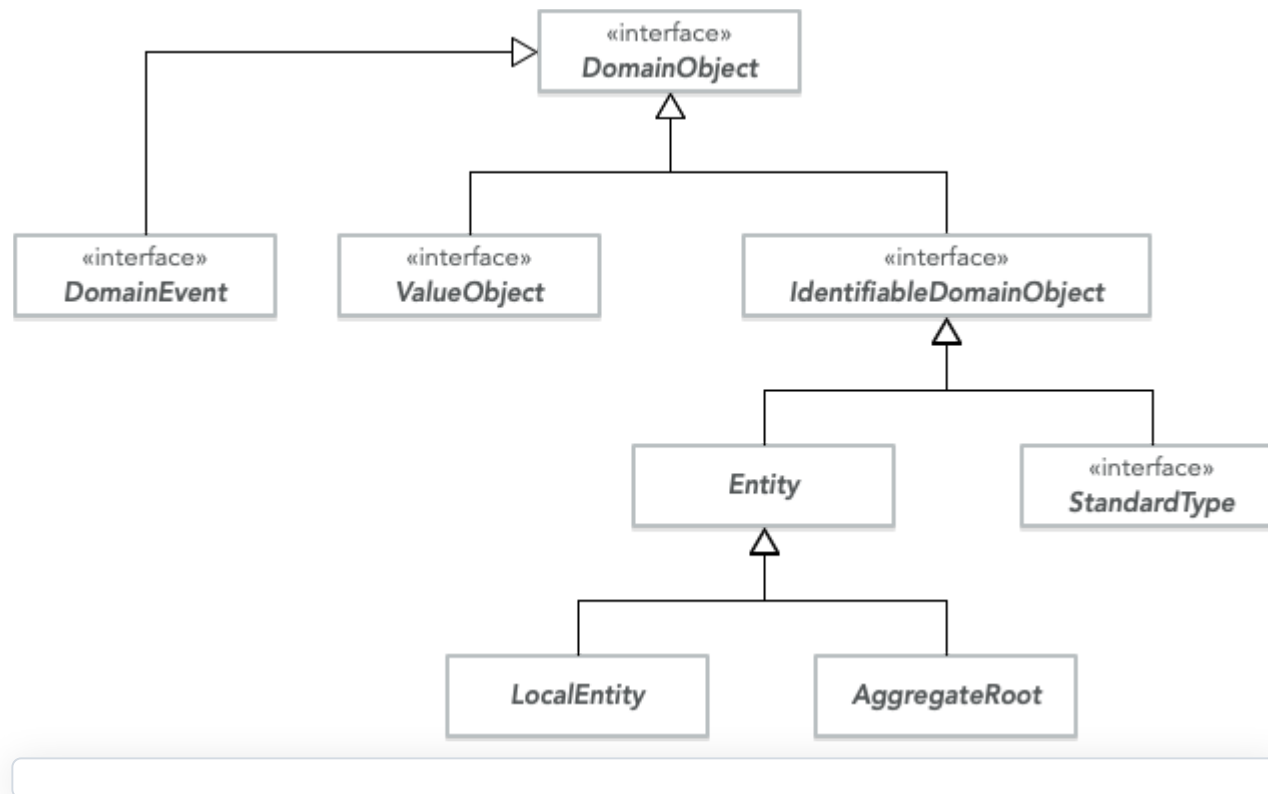 «interface»
DomainObject
«interface»
DomainEvent
«interface»
ValueObject
«interface»
IdentifiableDomainObject
Entity
«interface»
StandardType
LocalEntity
AggregateRoot